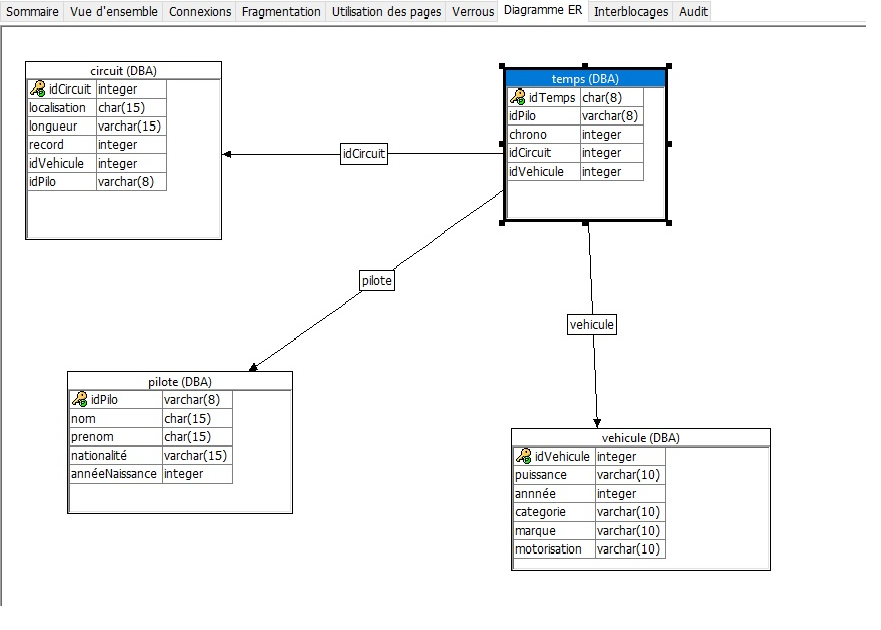 Sommaire Vue d'ensemble Connexions Fragmentation Utilisation des pages Verrous Diagramme ER Interblocages Audit
circuit (DBA)
idCircuit integer
localisation char(15)
longueur varchar(15)
record integer
idVehicule integer
idPilo varchar(8)
temps (DBA)
idTemps char(8)
idPilo varchar(8)
chrono integer
idCircuit integer
idVehicule integer
idCircuit
pilote
vehicule
pilote (DBA)
idPilo varchar(8)
nom char(15)
prenom char(15)
nationalité varchar(15)
annéeNaissance integer
vehicule (DBA)
idVehicule integer
puissance varchar(10)
annnée integer
categorie varchar(10)
marque varchar(10)
motorisation varchar(10)